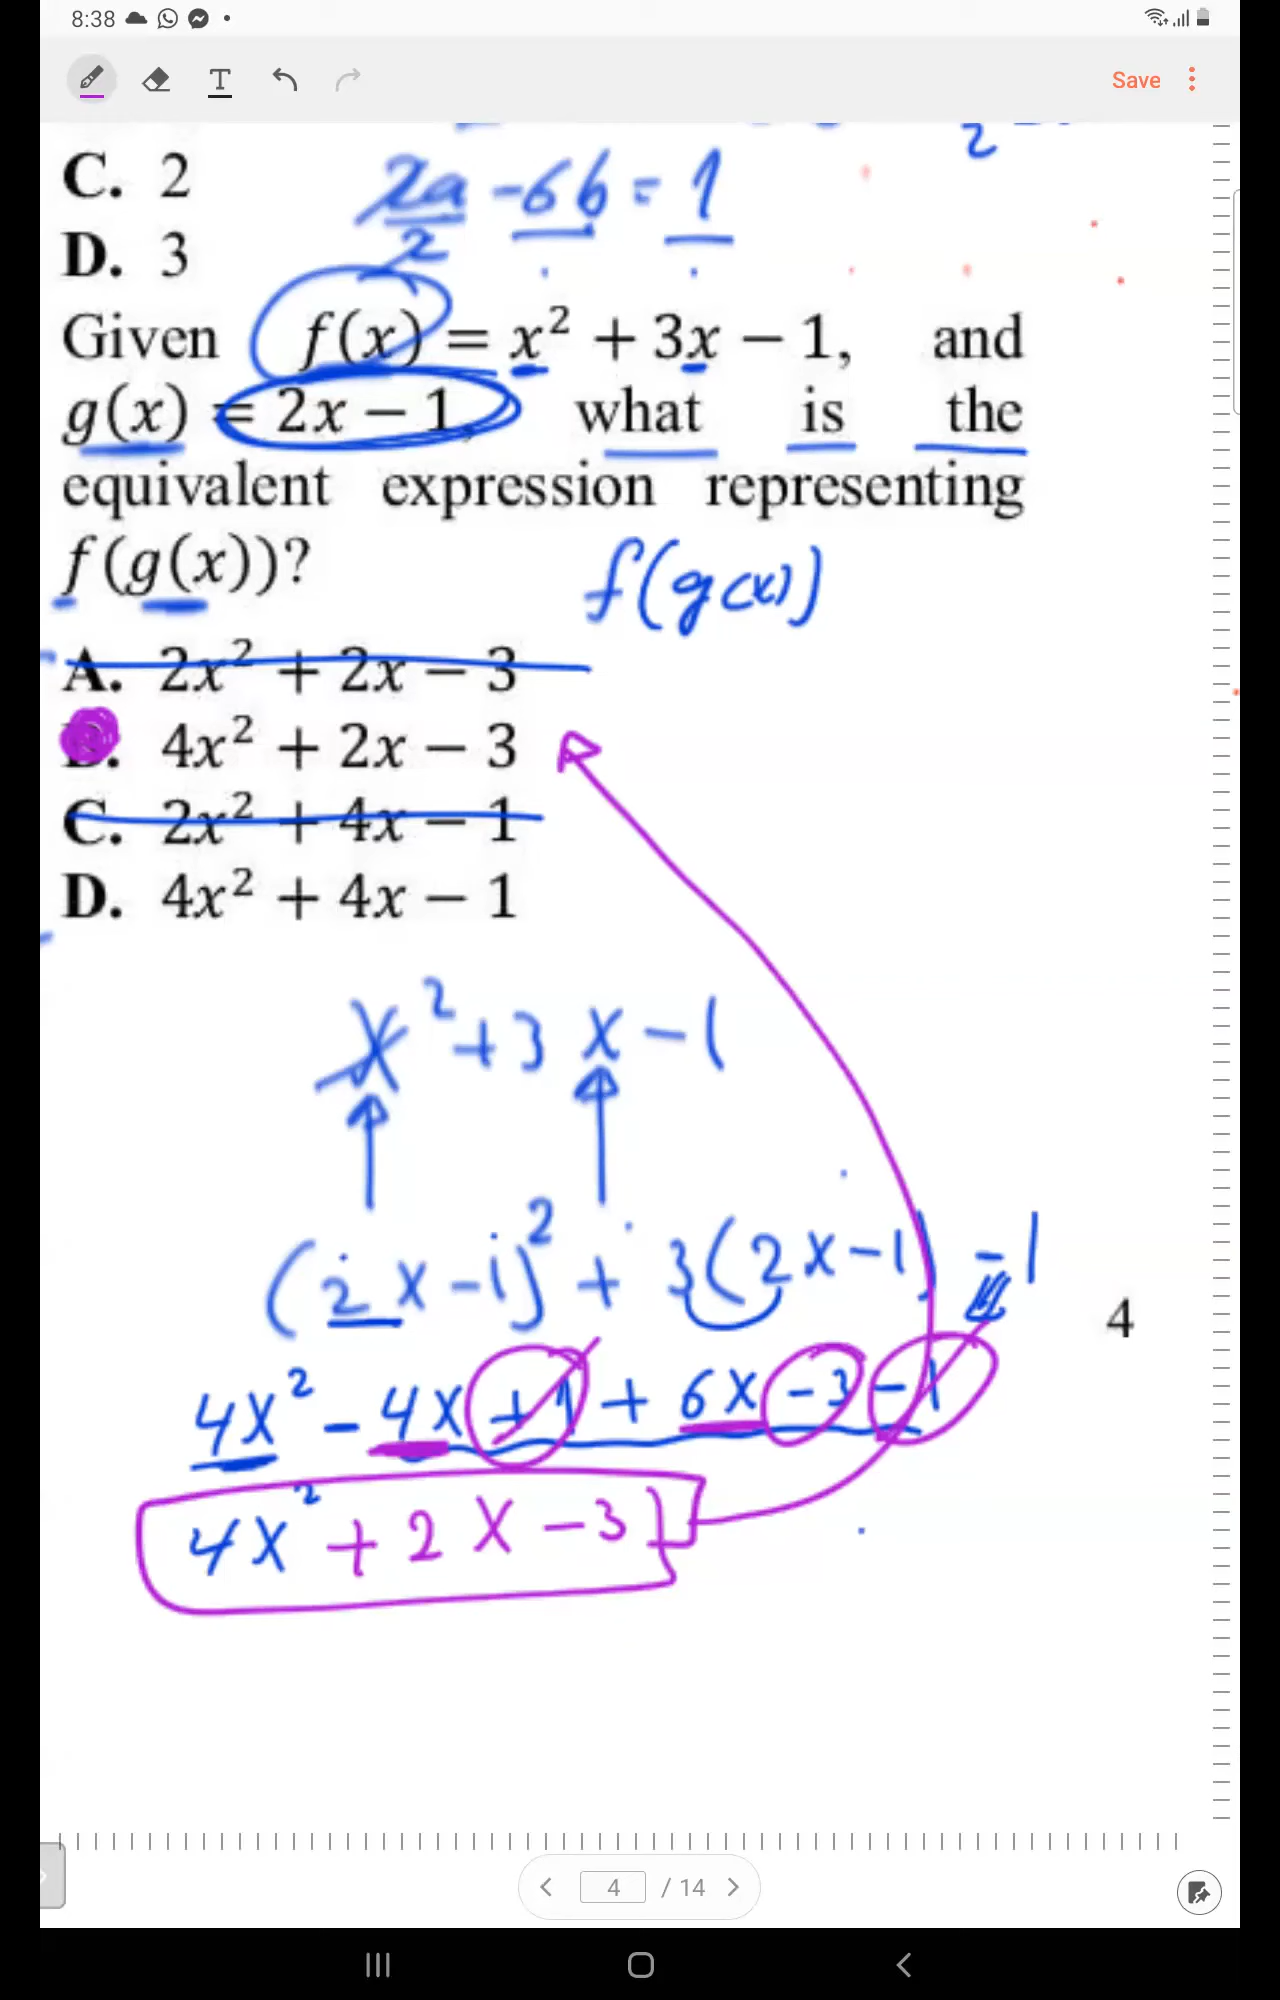 8:38
T Save
2
C. 2 2a - 6b = 1
2
D. 3
Given f(x) = x² + 3x − 1, and
g(x) = 2x − 1, what is the
equivalent expression representing
f(g(x))? f(g(x))
A. 2x² + 2x − 3
B. 4x² + 2x − 3
C. 2x² + 4x − 1
D. 4x² + 4x − 1
x² + 3x - 1
(2x - 1)² + 3(2x - 1) - 1
4
4x² - 4x + 1 + 6x - 3 - 1
4x² + 2x - 3
4 / 14